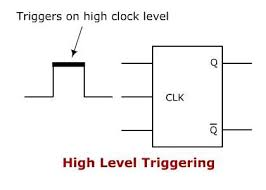 Triggers on high clock level
Q
CLK
Q̅
High Level Triggering